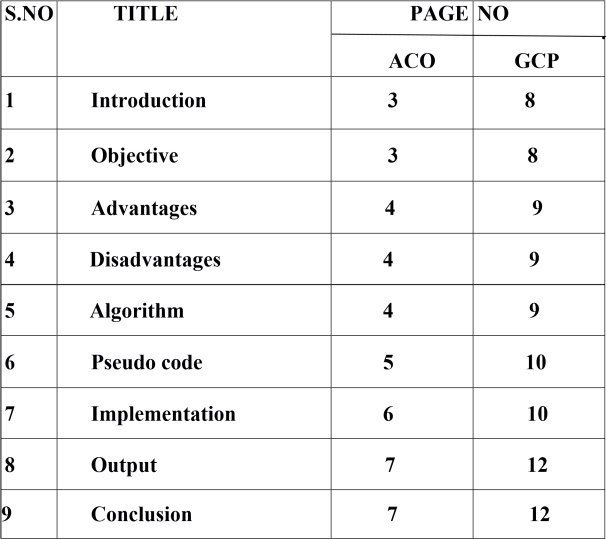 S.NO TITLE PAGE NO
ACO GCP
1 Introduction 3 8
2 Objective 3 8
3 Advantages 4 9
4 Disadvantages 4 9
5 Algorithm 4 9
6 Pseudo code 5 10
7 Implementation 6 10
8 Output 7 12
9 Conclusion 7 12